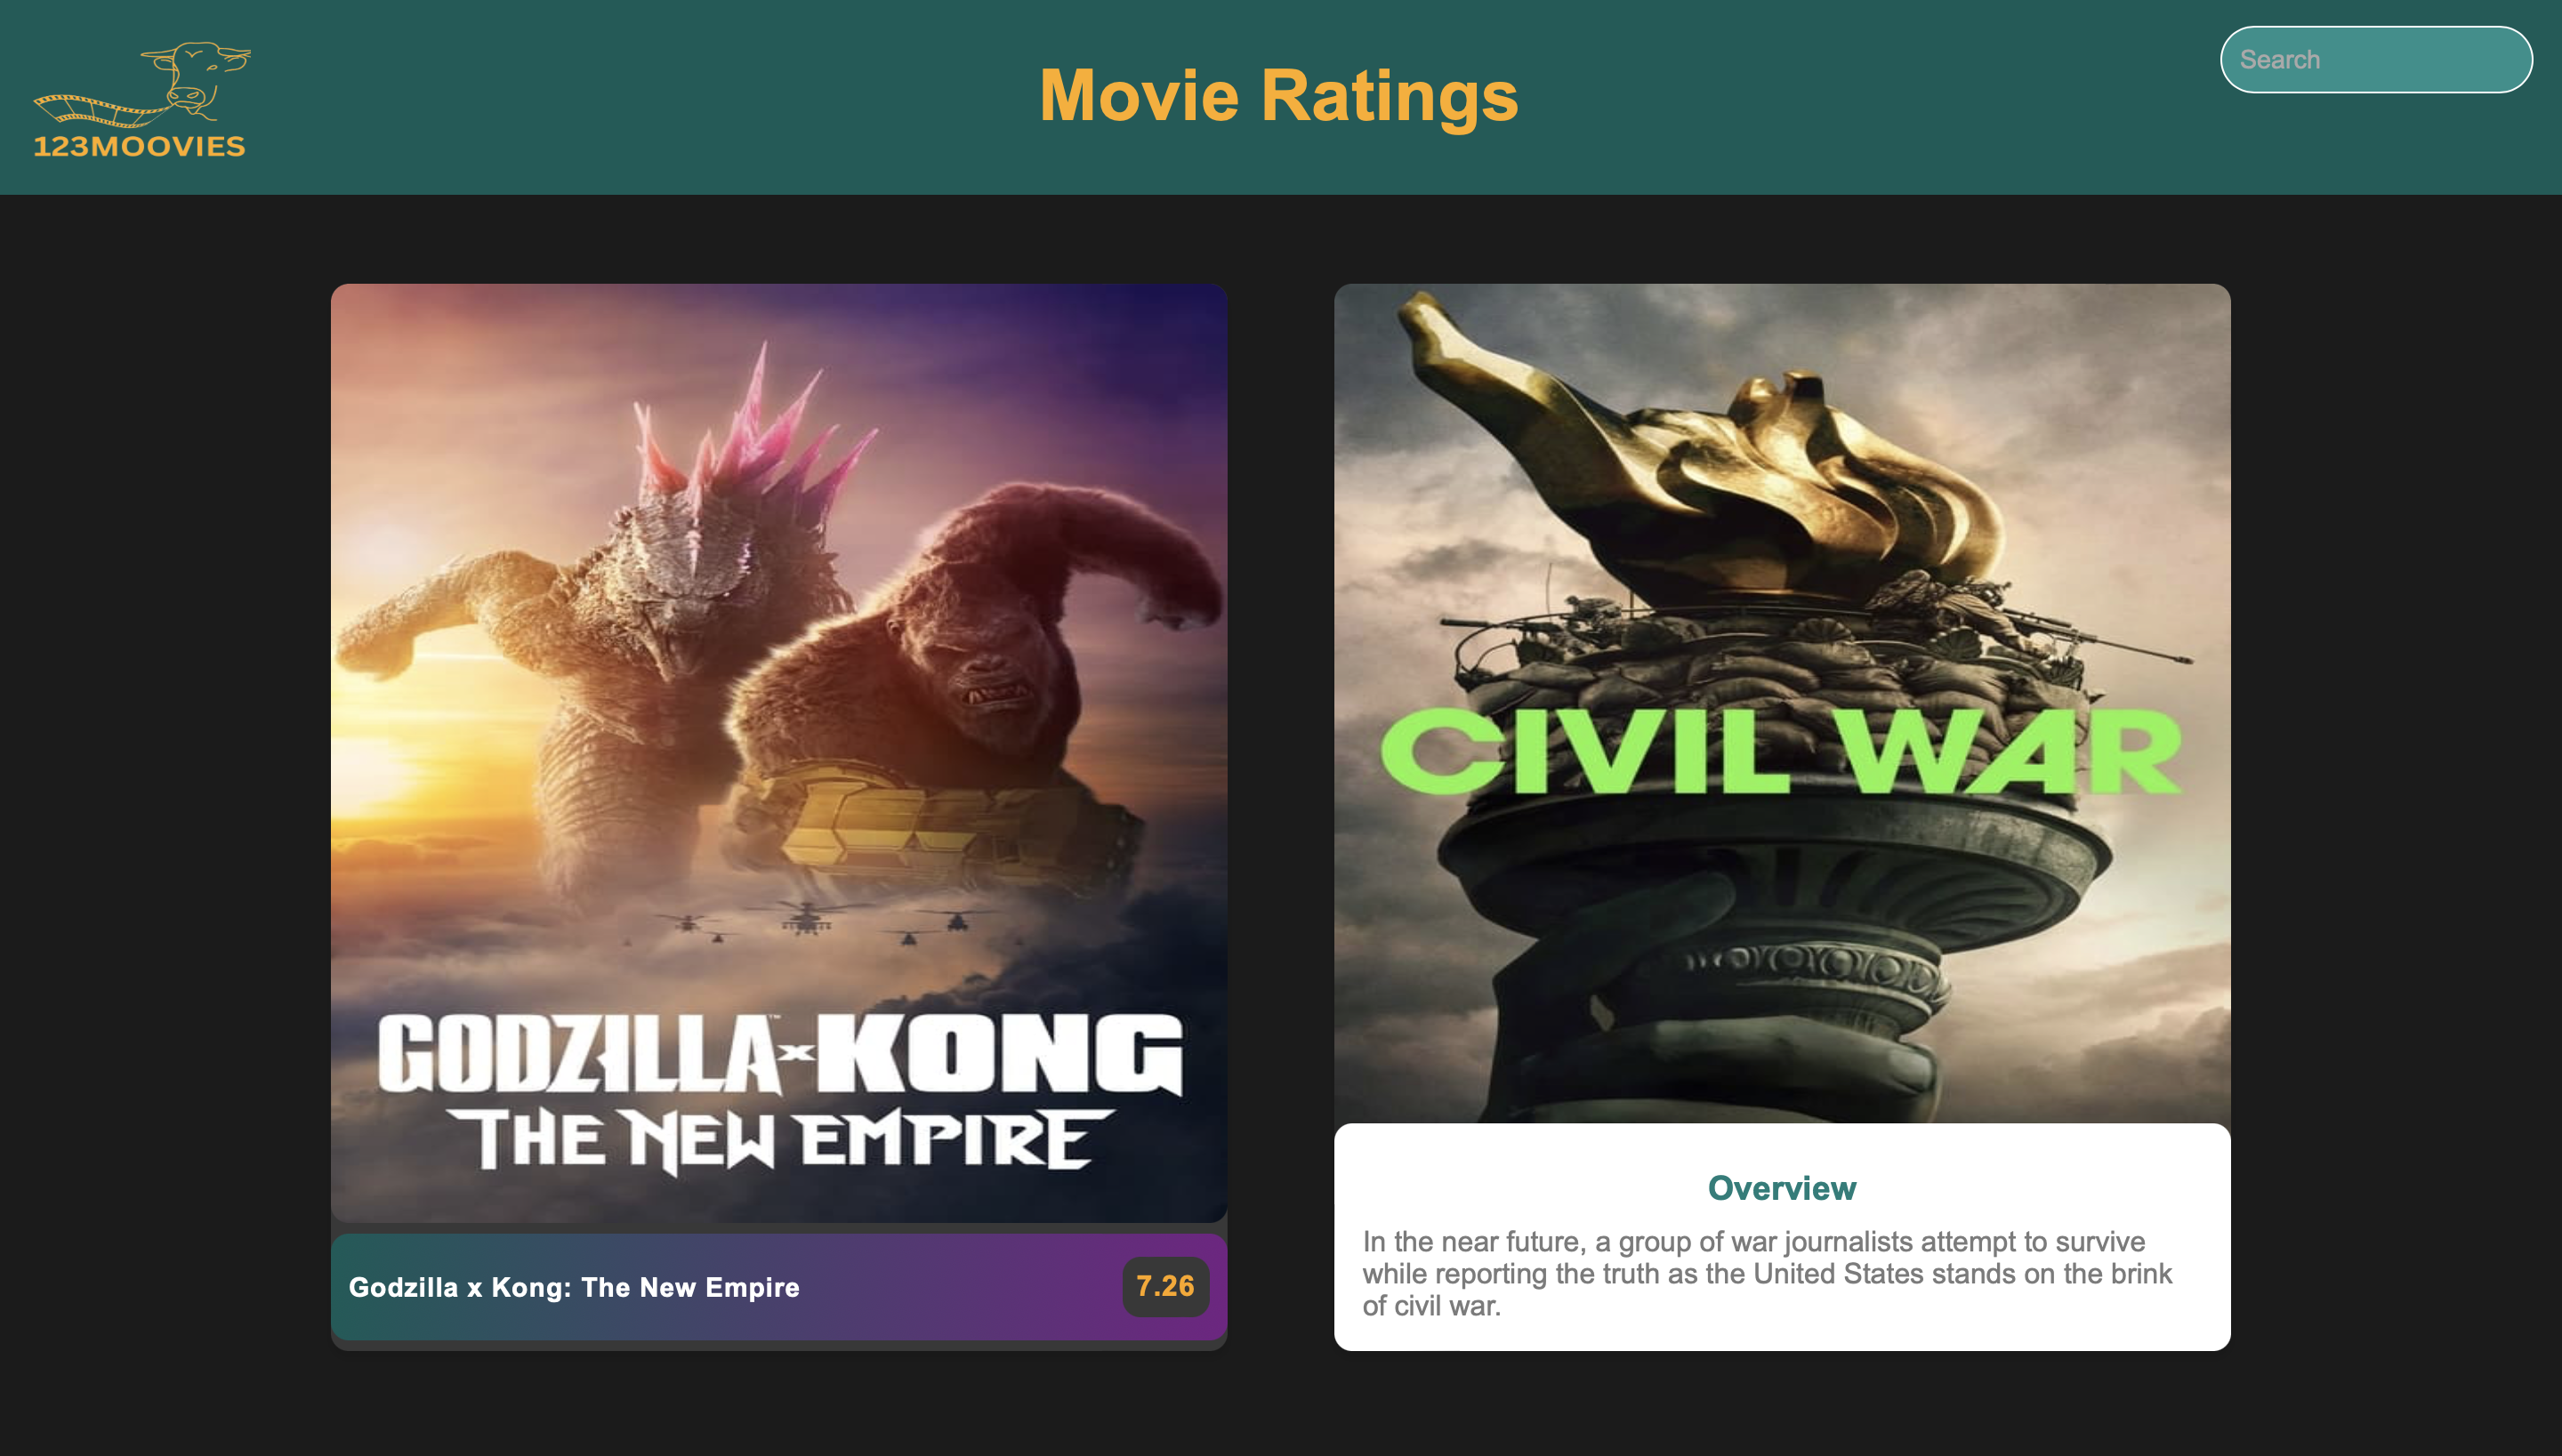 123MOOVIES
Movie Ratings
Search
GODZILLA x KONG
THE NEW EMPIRE
Godzilla x Kong: The New Empire
7.26
CIVIL WAR
Overview
In the near future, a group of war journalists attempt to survive
while reporting the truth as the United States stands on the brink
of civil war.